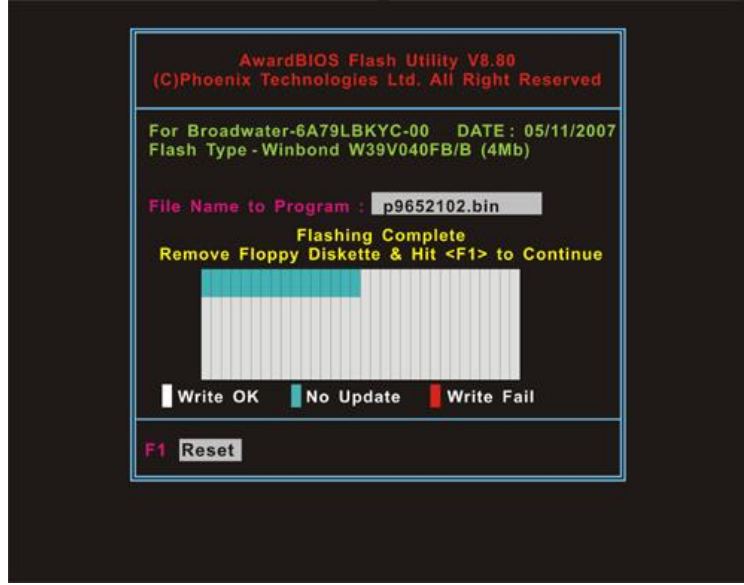 AwardBIOS Flash Utility V8.80
(C)Phoenix Technologies Ltd. All Right Reserved
For Broadwater-6A79LBKYC-00 DATE: 05/11/2007
Flash Type - Winbond W39V040FB/B (4Mb)
File Name to Program : p9652102.bin
Flashing Complete
Remove Floppy Diskette & Hit <F1> to Continue
Write OK No Update Write Fail
F1 Reset